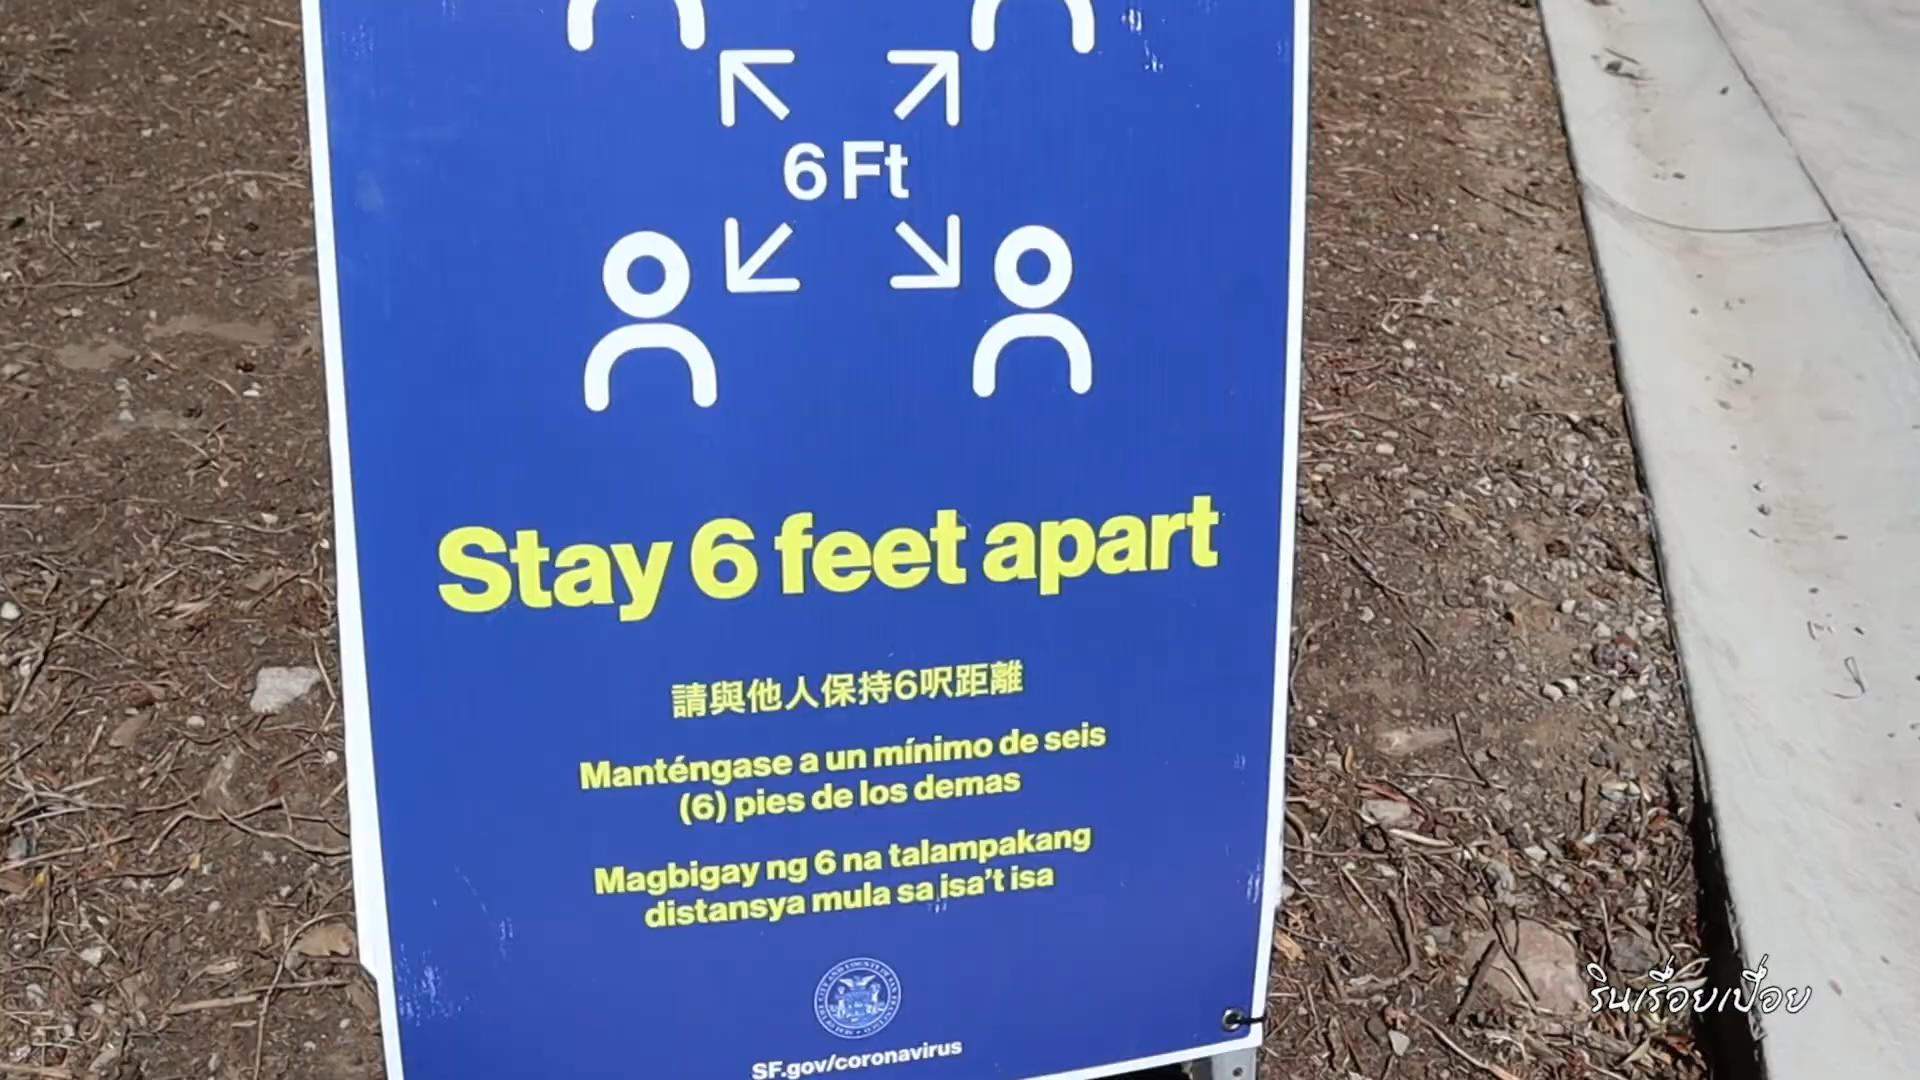 6 Ft
Stay 6 feet apart
請與他人保持6呎距離
Manténgase a un mínimo de seis
(6) pies de los demas
Magbigay ng 6 na talampakang
distansya mula sa isa't isa
SF.gov/coronavirus
รินเรื่อยเปื่อย